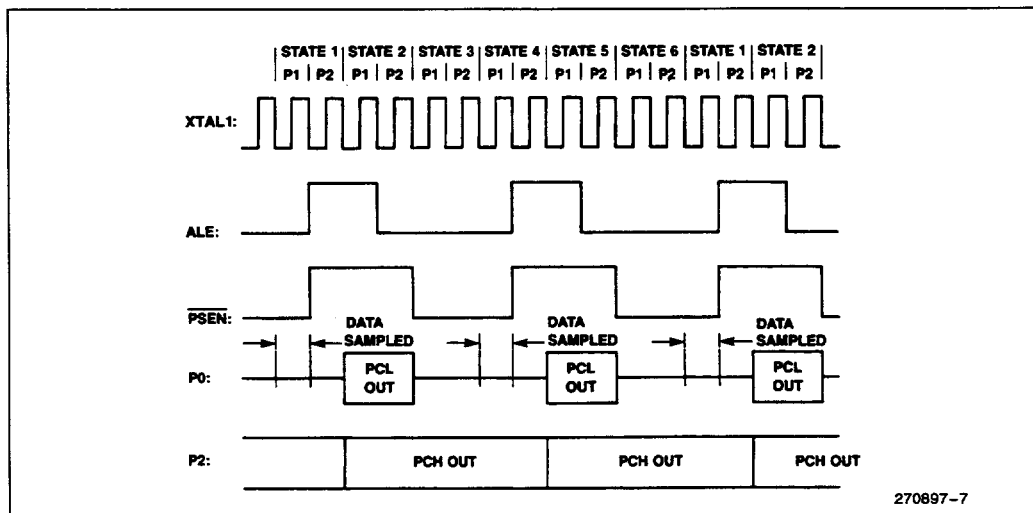 STATE 1 STATE 2 STATE 3 STATE 4 STATE 5 STATE 6 STATE 1 STATE 2
P1 P2 P1 P2 P1 P2 P1 P2 P1 P2 P1 P2 P1 P2 P1 P2
XTAL1:
ALE:
PSEN:
DATA SAMPLED
DATA SAMPLED
DATA SAMPLED
P0:
PCL OUT
PCL OUT
PCL OUT
P2:
PCH OUT PCH OUT PCH OUT
270897-7